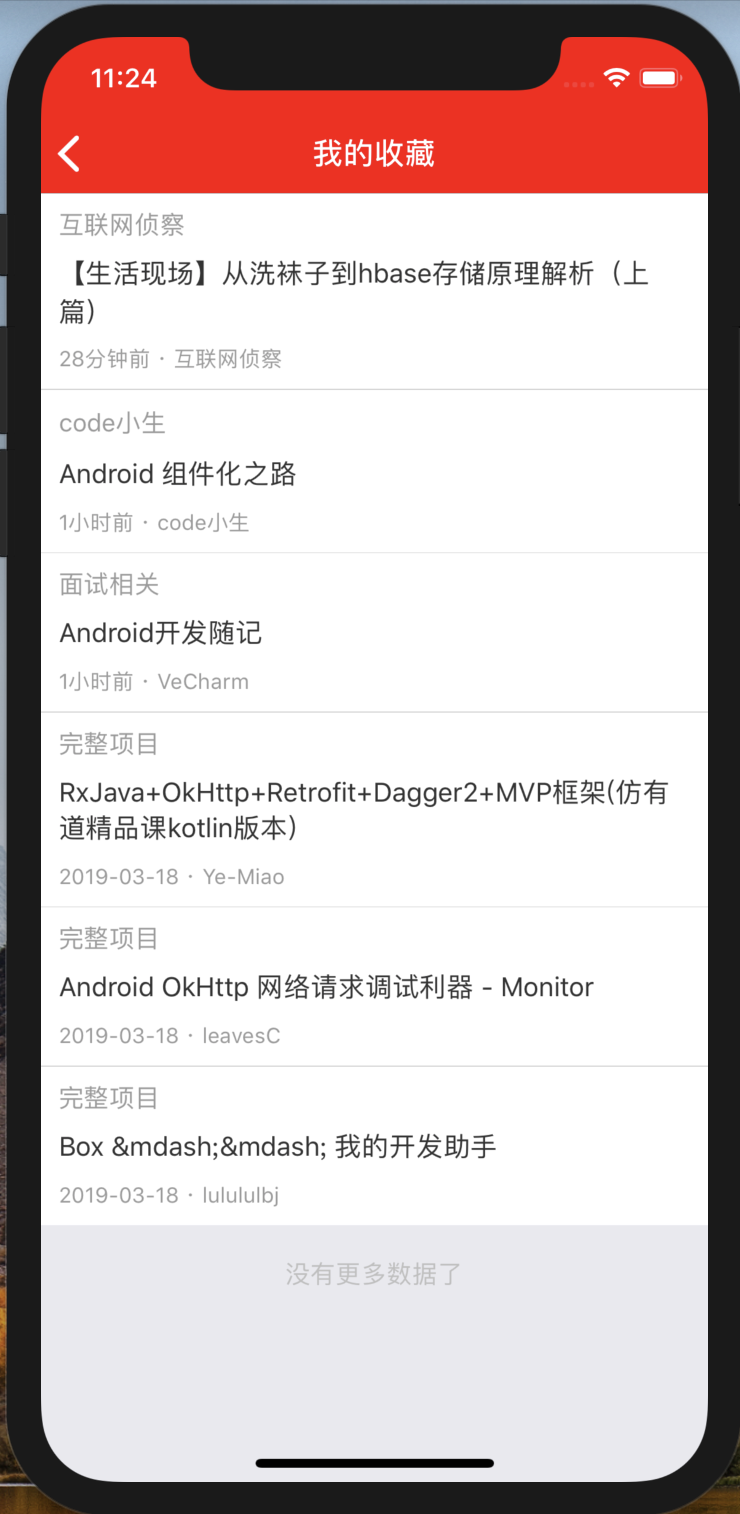 11:24
我的收藏
互联网侦察
【生活现场】从洗袜子到hbase存储原理解析（上
篇）
28分钟前 · 互联网侦察
code小生
Android 组件化之路
1小时前 · code小生
面试相关
Android开发随记
1小时前 · VeCharm
完整项目
RxJava+OkHttp+Retrofit+Dagger2+MVP框架(仿有
道精品课kotlin版本)
2019-03-18 · Ye-Miao
完整项目
Android OkHttp 网络请求调试利器 - Monitor
2019-03-18 · leavesC
完整项目
Box &mdash;&mdash; 我的开发助手
2019-03-18 · lulululbj
没有更多数据了